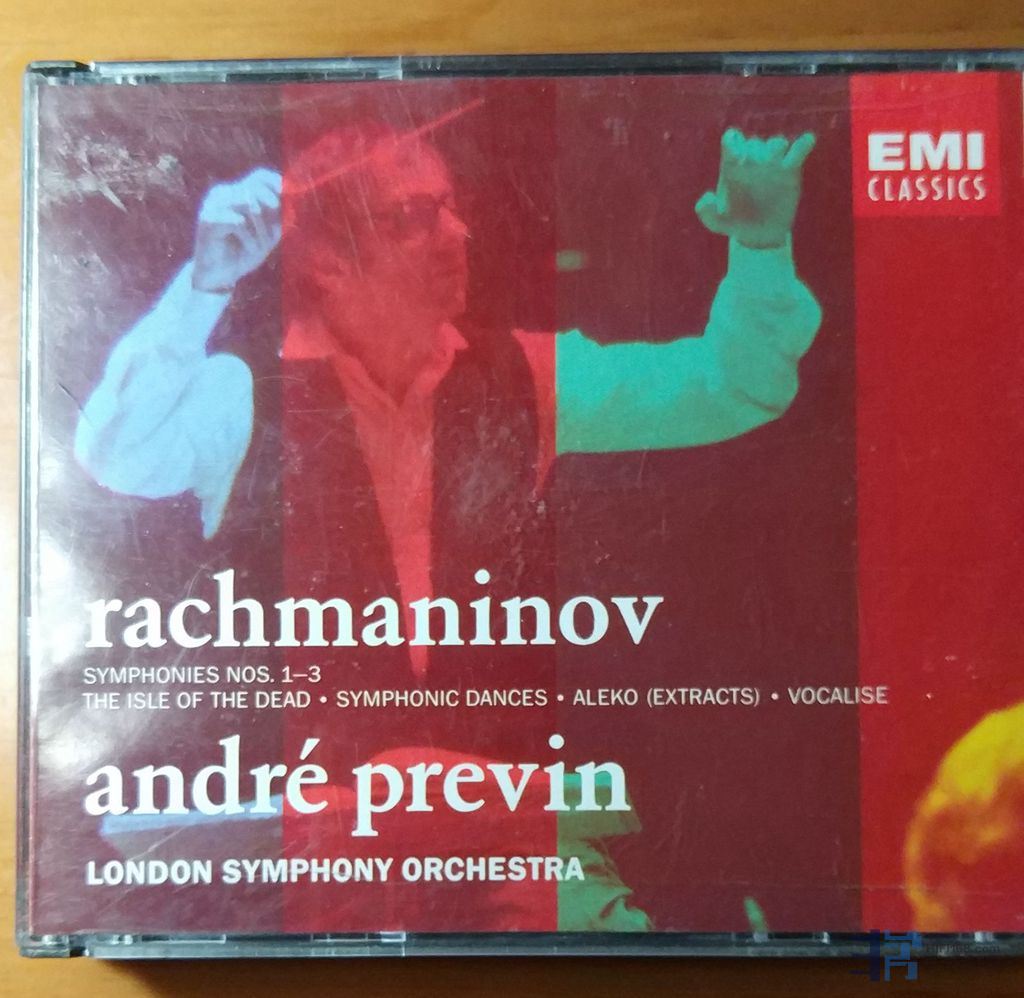 EMI
CLASSICS
rachmaninov
SYMPHONIES NOS. 1–3
THE ISLE OF THE DEAD • SYMPHONIC DANCES • ALEKO (EXTRACTS) • VOCALISE
andré previn
LONDON SYMPHONY ORCHESTRA